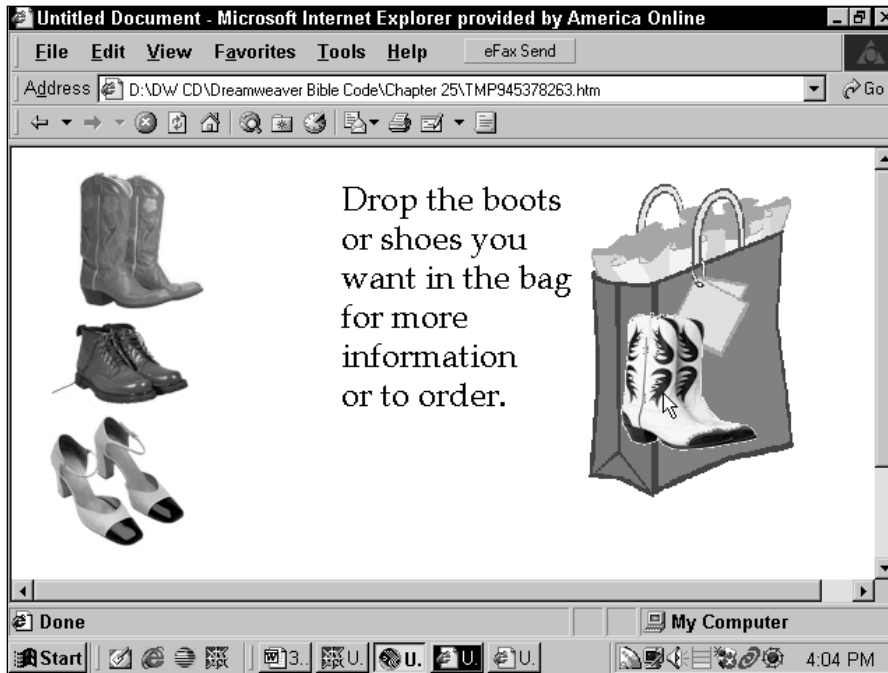 Untitled Document - Microsoft Internet Explorer provided by America Online
File Edit View Favorites Tools Help eFax Send
Address D:\DW CD\Dreamweaver Bible Code\Chapter 25\TMP945378263.htm Go
Drop the boots
or shoes you
want in the bag
for more
information
or to order.
Done My Computer
Start 3.. U. U. U. U. 4:04 PM